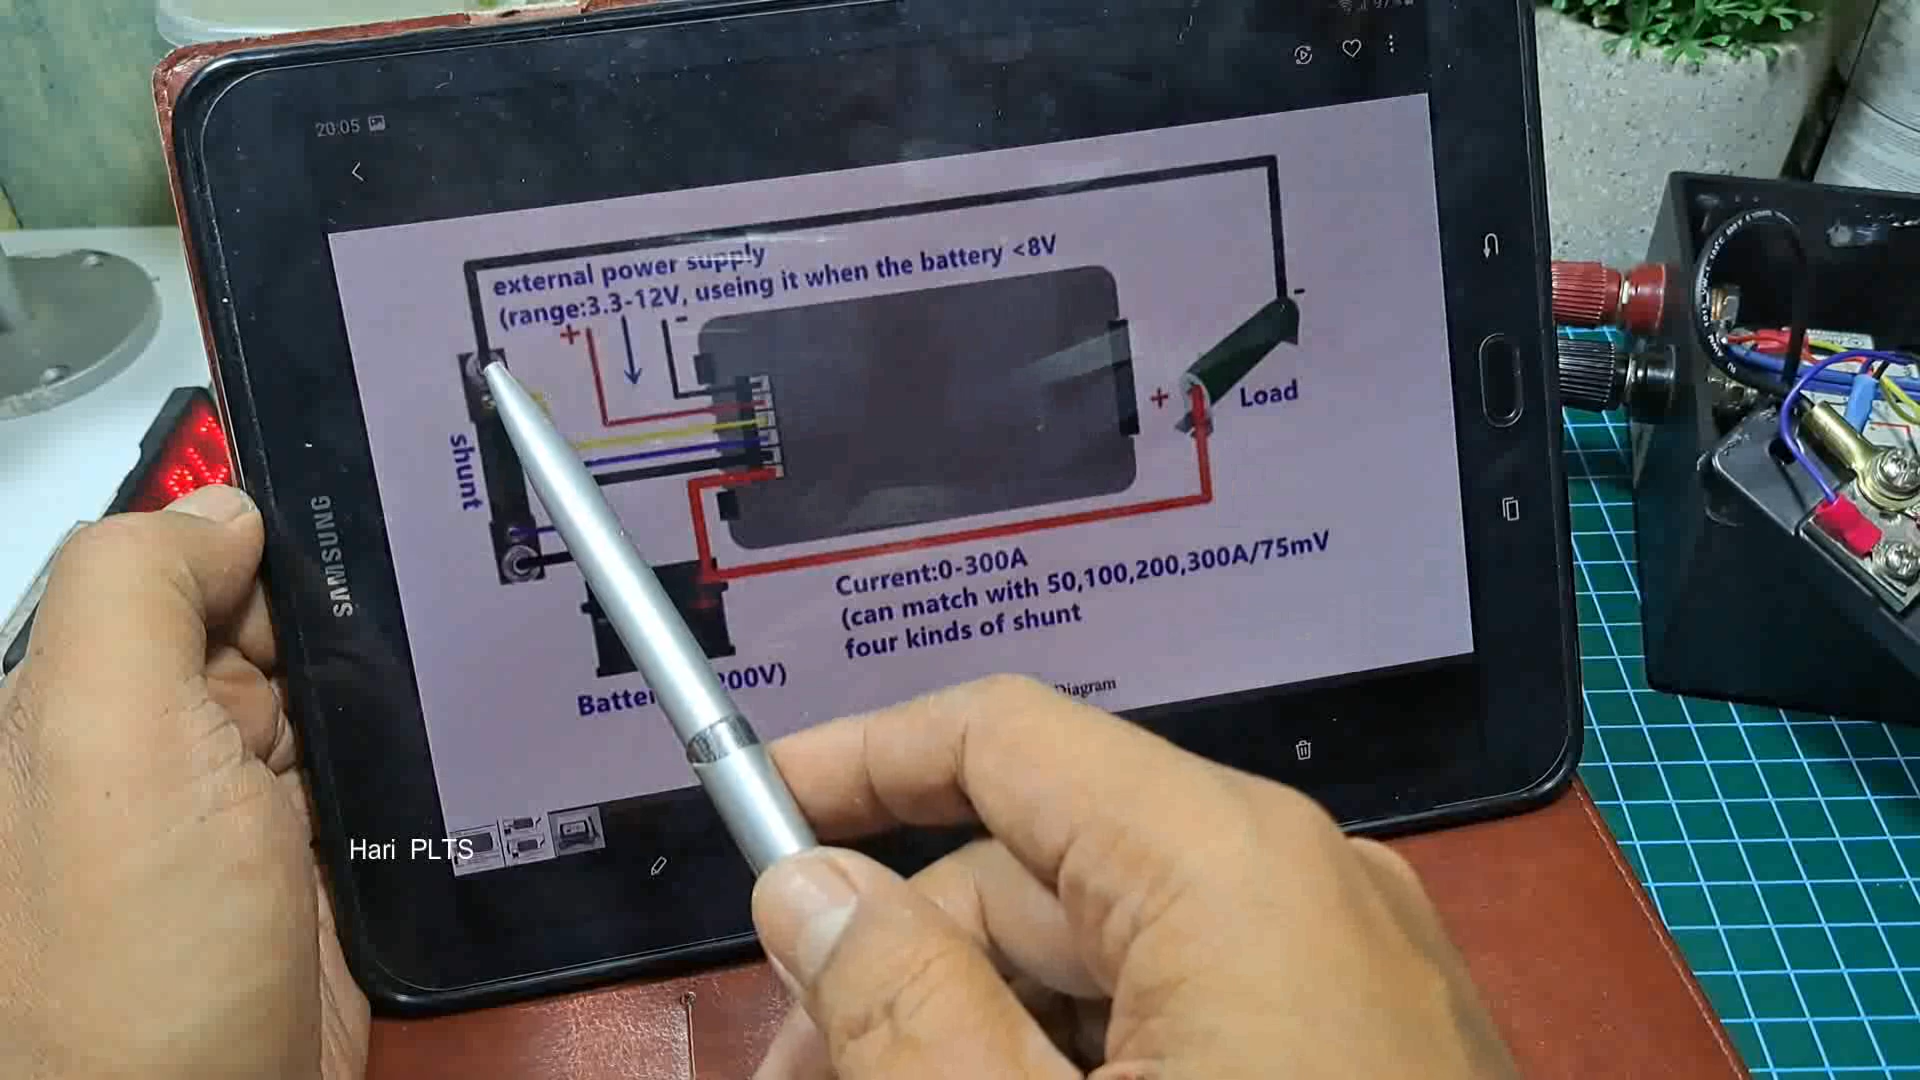 20:05
external power supply
(range:3.3-12V, useing it when the battery <8V
+
-
-
+
Load
shunt
SAMSUNG
Current:0-300A
(can match with 50,100,200,300A/75mV
four kinds of shunt
00V)
Diagram
Hari PLTS